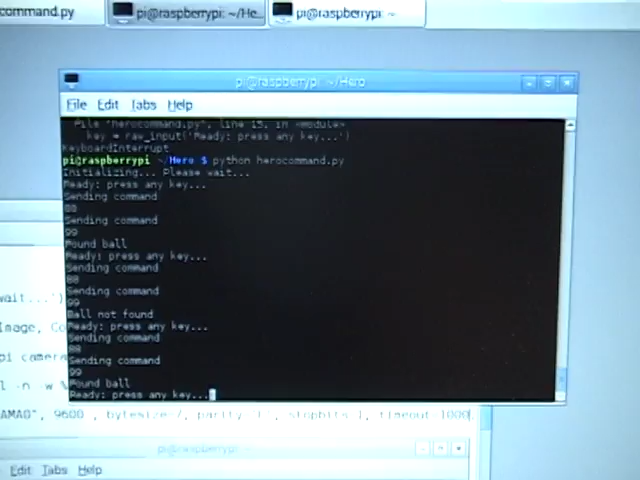 command.py
pi@raspberrypi: ~/He...
pi@raspberrypi: ~
pi@raspberrypi: ~/Hero
File Edit Tabs Help
File "herocommand.py", line 15, in <module>
key = raw_input('Ready: press any key...')
KeyboardInterrupt
pi@raspberrypi ~/Hero $ python herocommand.py
Initializing... Please wait...
Ready: press any key...
Sending command
88
Sending command
99
Found ball
Ready: press any key...
Sending command
88
Sending command
99
Ball not found
Ready: press any key...
Sending command
88
Sending command
99
Found ball
Ready: press any key...
wait...')
Image, Co
pi camera
l -n -w
AMA0", 9600 , bytesize=7, parity stopbits 1, timeout 1000
pi@raspberrypi: ~
Edit Tabs Help